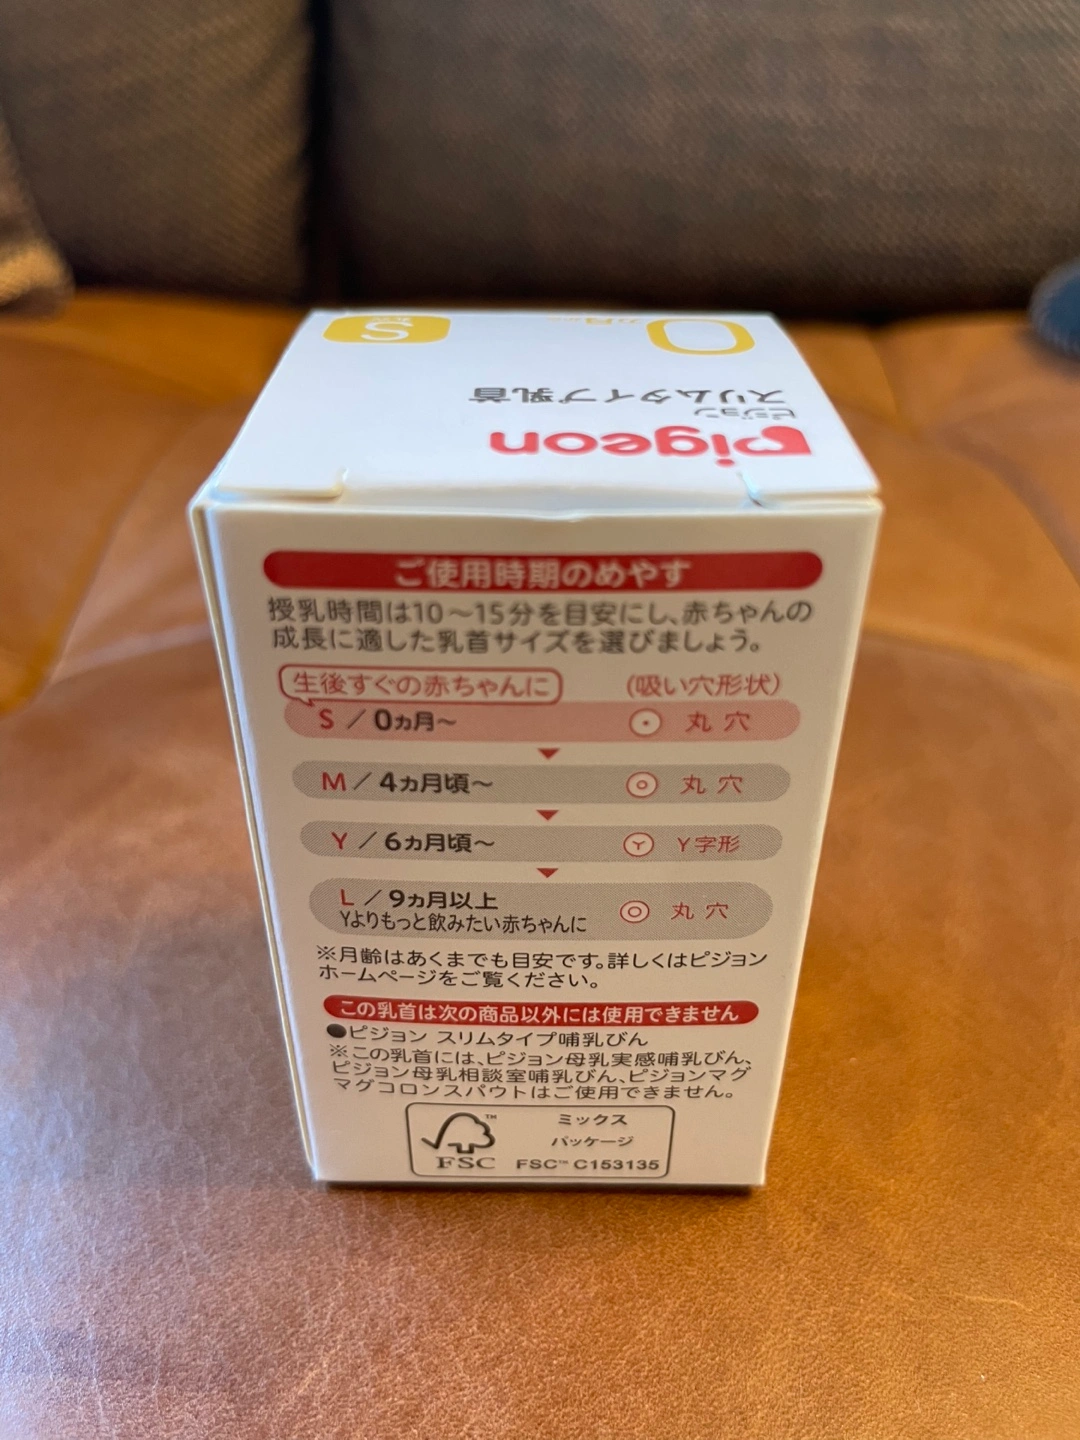 pigeon
ピジョン
スリムタイプ乳首
0
カ月
S
ご使用時期のめやす
授乳時間は10〜15分を目安にし、赤ちゃんの
成長に適した乳首サイズを選びましょう。
生後すぐの赤ちゃんに (吸い穴形状)
S / 0ヵ月〜 丸 穴
M / 4ヵ月頃〜 丸 穴
Y / 6ヵ月頃〜 Y Y字形
L / 9ヵ月以上 丸 穴
Yよりもっと飲みたい赤ちゃんに
※月齢はあくまでも目安です。詳しくはピジョン
ホームページをご覧ください。
この乳首は次の商品以外には使用できません
●ピジョン スリムタイプ哺乳びん
※この乳首には、ピジョン母乳実感哺乳びん、
ピジョン母乳相談室哺乳びん、ピジョンマグ
マグコロンスパウトはご使用できません。
FSC™
ミックス
パッケージ
FSC™ C153135